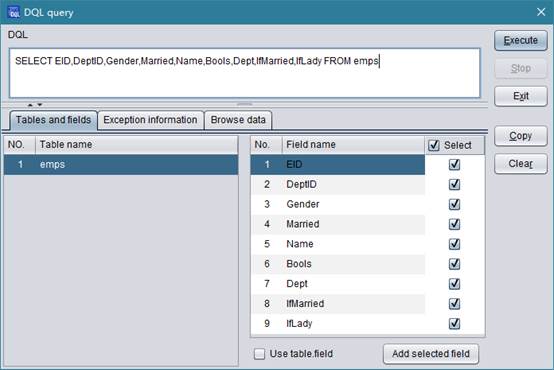 DQL query
DQL
SELECT EID,DeptID,Gender,Married,Name,Bools,Dept,IfMarried,IfLady FROM emps
Execute
Stop
Exit
Copy
Clear
Tables and fields Exception information Browse data
NO. Table name
1 emps
No. Field name Select
1 EID
2 DeptID
3 Gender
4 Married
5 Name
6 Bools
7 Dept
8 IfMarried
9 IfLady
Use table.field Add selected field